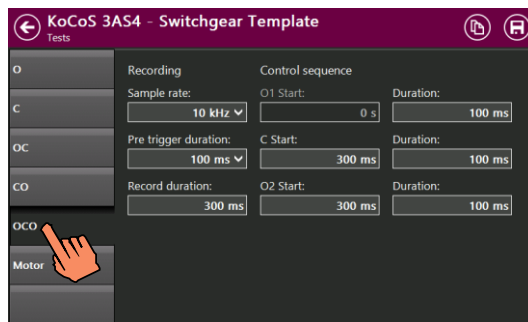 KoCoS 3AS4 - Switchgear Template
Tests
O
C
OC
CO
OCO
Motor
Recording
Control sequence
Sample rate:
O1 Start:
Duration:
10 kHz
0 s
100 ms
Pre trigger duration:
C Start:
Duration:
100 ms
300 ms
100 ms
Record duration:
O2 Start:
Duration:
300 ms
300 ms
100 ms